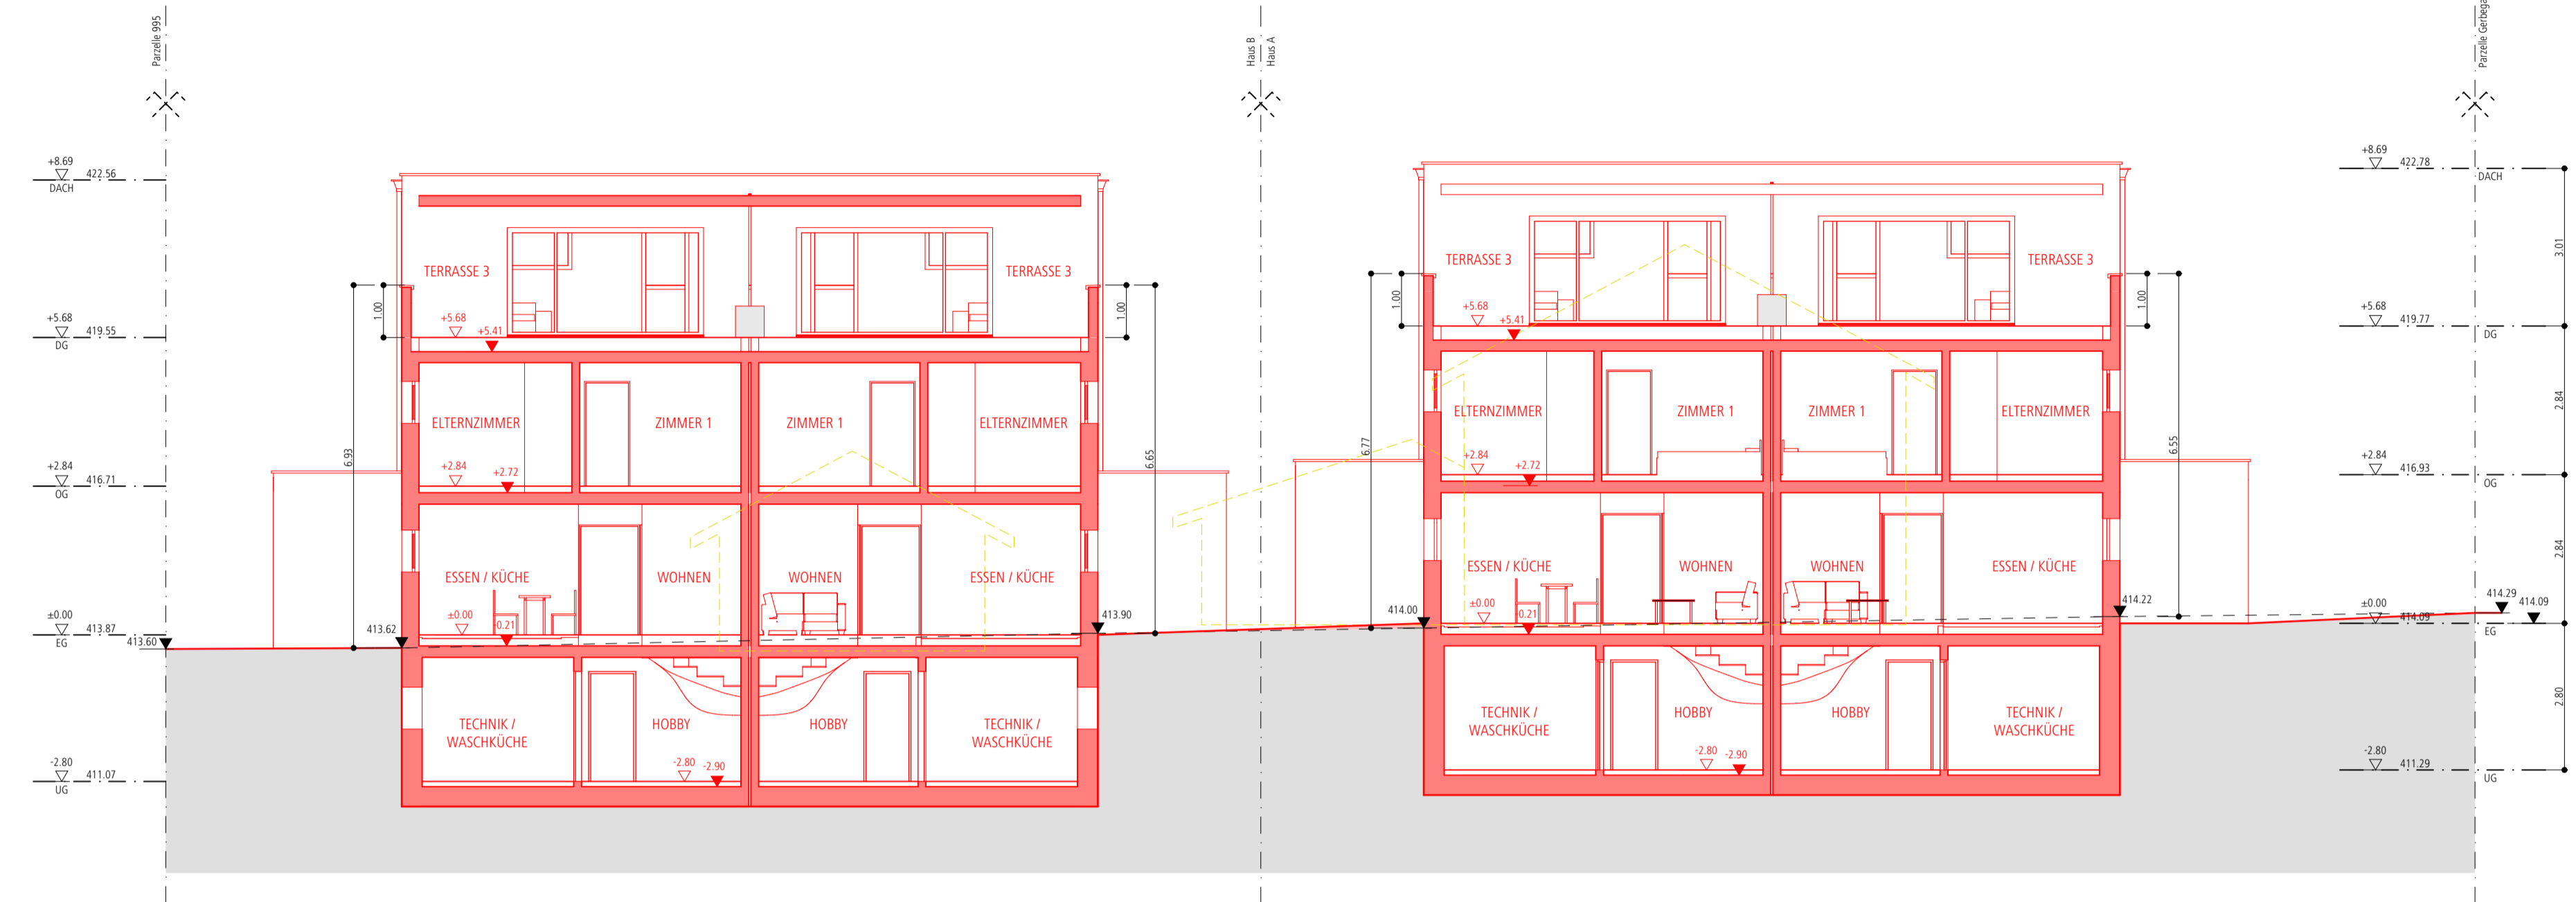 Parzelle 995
Haus B
Haus A
+8.69
422.56
DACH
+5.68
419.55
DG
+2.84
416.71
OG
±0.00
413.87
EG
413.60
-2.80
411.07
UG
6.93
1.00
413.62
TERRASSE 3
TERRASSE 3
+5.68
+5.41
1.00
6.65
ELTERNZIMMER
ZIMMER 1
ZIMMER 1
ELTERNZIMMER
+2.84
+2.72
ESSEN / KÜCHE
WOHNEN
WOHNEN
ESSEN / KÜCHE
±0.00
-0.21
413.90
TECHNIK /
WASCHKÜCHE
HOBBY
HOBBY
TECHNIK /
WASCHKÜCHE
-2.80
-2.90
6.77
1.00
414.00
TERRASSE 3
TERRASSE 3
+5.68
+5.41
1.00
6.55
ELTERNZIMMER
ZIMMER 1
ZIMMER 1
ELTERNZIMMER
+2.84
+2.72
ESSEN / KÜCHE
WOHNEN
WOHNEN
ESSEN / KÜCHE
±0.00
-0.21
414.22
TECHNIK /
WASCHKÜCHE
HOBBY
HOBBY
TECHNIK /
WASCHKÜCHE
-2.80
-2.90
Parzelle
+8.69
422.78
DACH
3.01
+5.68
419.77
DG
2.84
+2.84
416.93
OG
2.84
414.29
414.09
±0.00
414.09
EG
2.80
-2.80
411.29
UG